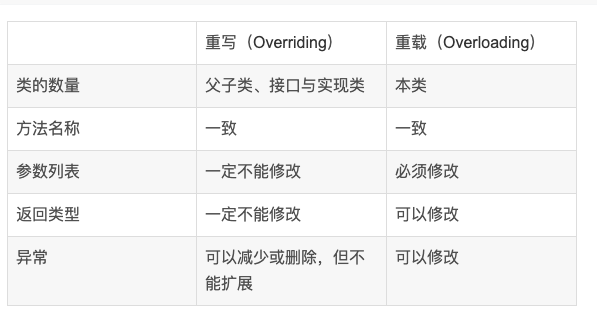 重写（Overriding） 重载（Overloading）
类的数量 父子类、接口与实现类 本类
方法名称 一致 一致
参数列表 一定不能修改 必须修改
返回类型 一定不能修改 可以修改
异常 可以减少或删除，但不 可以修改
能扩展